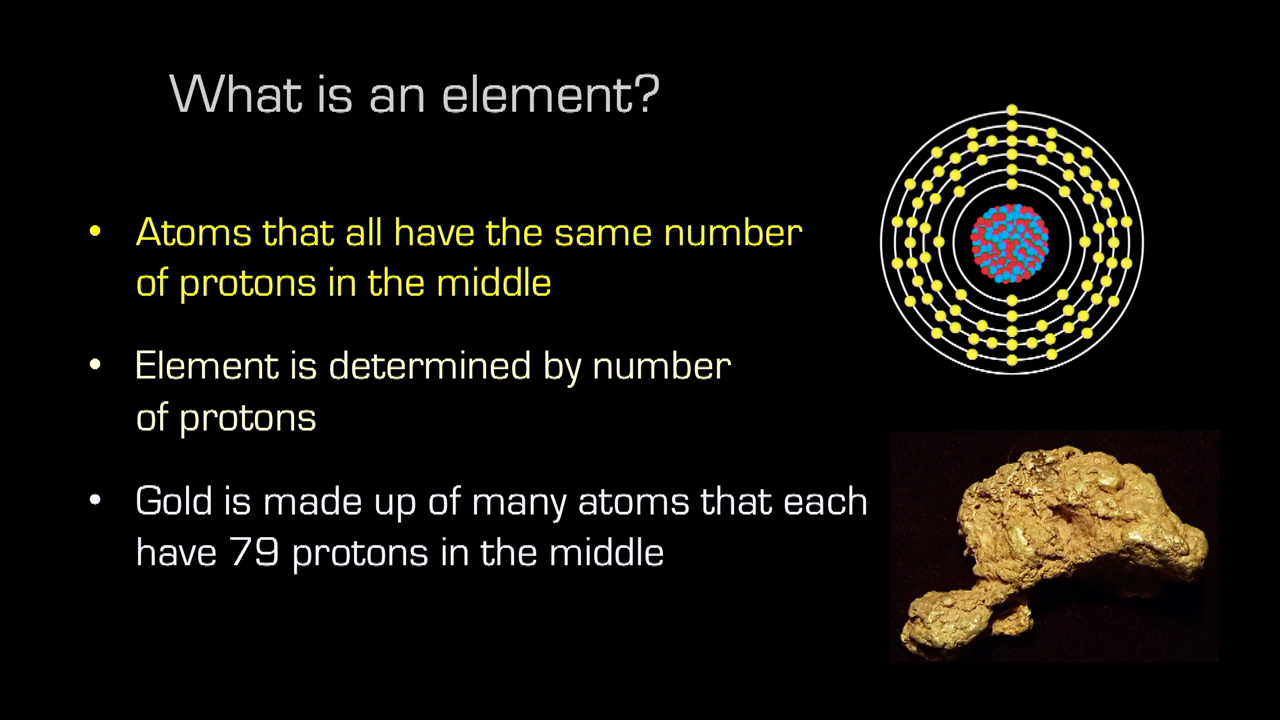 What is an element?
• Atoms that all have the same number
of protons in the middle
• Element is determined by number
of protons
• Gold is made up of many atoms that each
have 79 protons in the middle